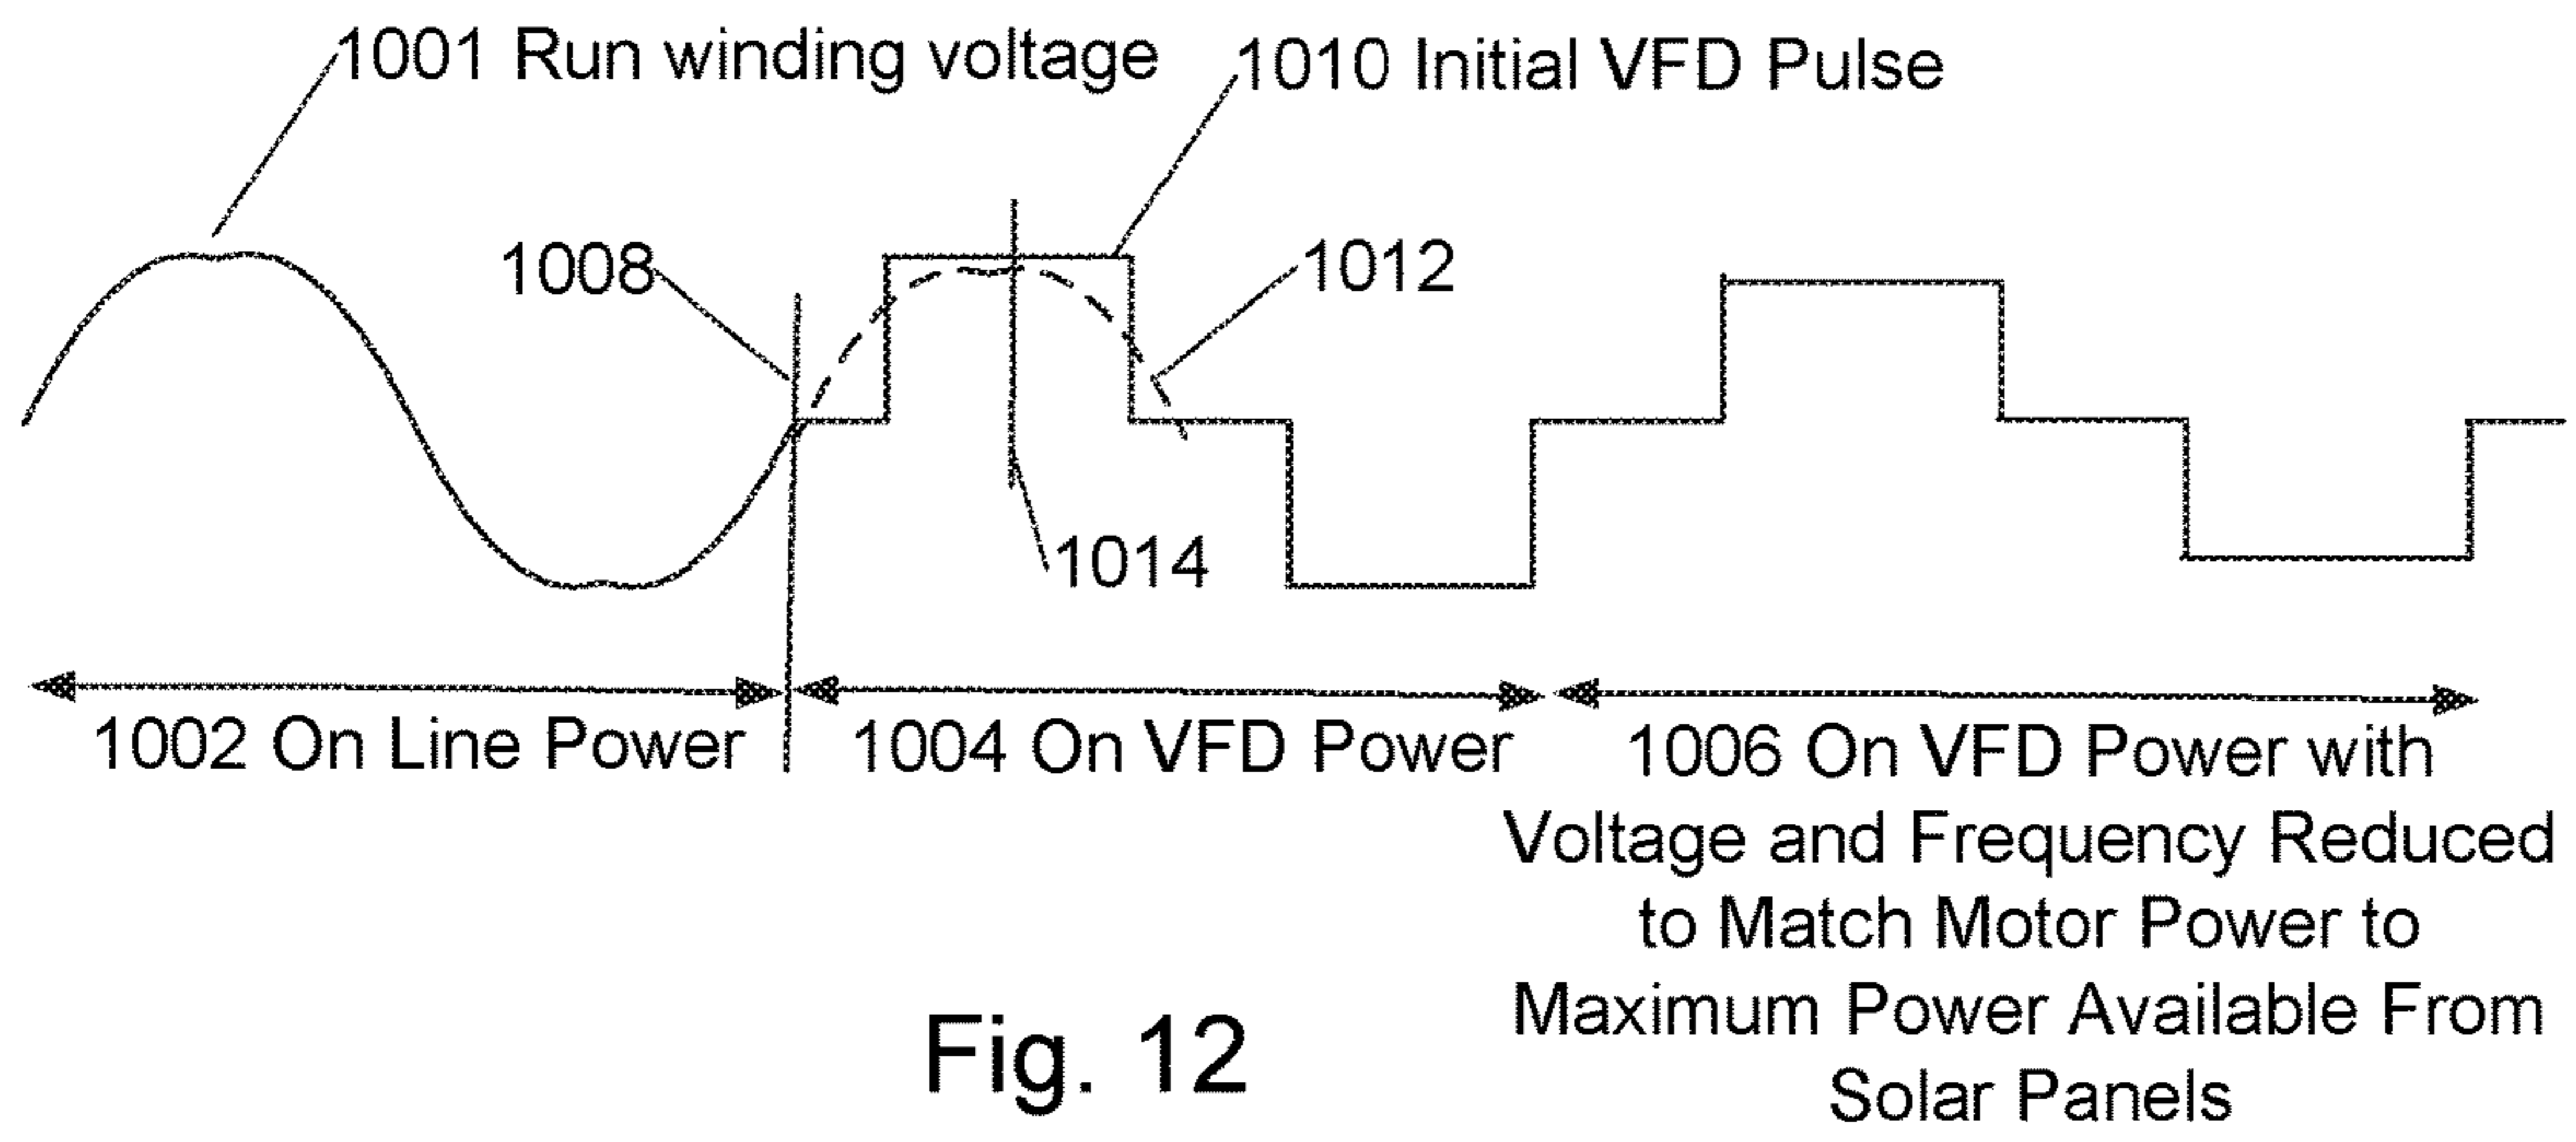 1001 Run winding voltage
1010 Initial VFD Pulse
1008
1012
1014
1002 On Line Power
1004 On VFD Power
1006 On VFD Power with
Voltage and Frequency Reduced
to Match Motor Power to
Maximum Power Available From
Solar Panels
Fig. 12